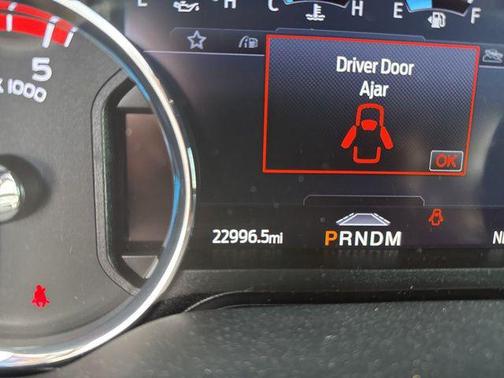 L H C H E F
5
X 1000
Driver Door
Ajar
OK
22996.5mi
PRNDM